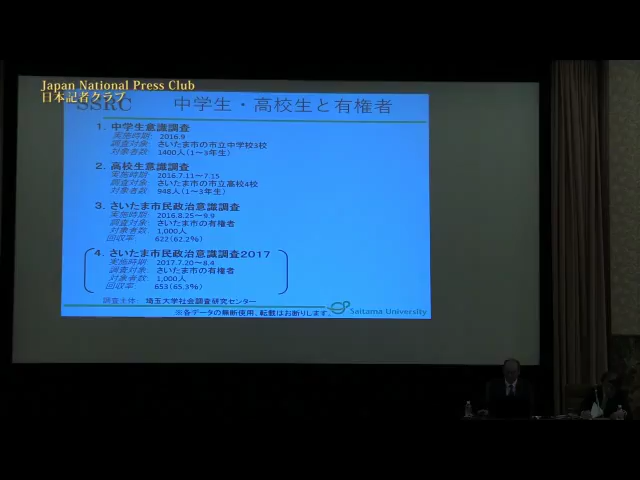 Japan National Press Club
日本記者クラブ
SSRC 中学生・高校生と有権者
1. 中学生意識調査
実施時期: 2016.9
調査対象: さいたま市の市立中学校3校
対象者数: 1400人(1~3年生)
2. 高校生意識調査
実施時期: 2016.7.11~7.15
調査対象: さいたま市の市立高校4校
対象者数: 948人(1~3年生)
3. さいたま市民政治意識調査
実施時期: 2016.8.25~9.9
調査対象: さいたま市の有権者
対象者数: 1,000人
回収率: 622(62.2%)
4. さいたま市民政治意識調査2017
実施時期: 2017.7.20~8.4
調査対象: さいたま市の有権者
対象者数: 1,000人
回収率: 653(65.3%)
調査主体: 埼玉大学社会調査研究センター
※各データの無断使用、転載はお断りします。
Saitama University